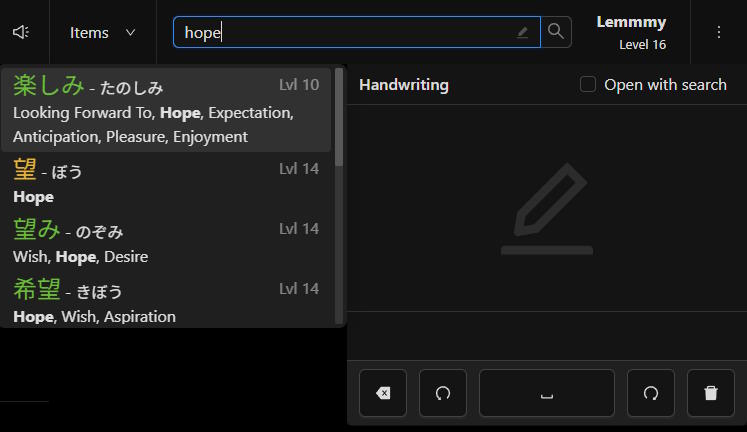 Items
hope
Lemmmy
Level 16
楽しみ - たのしみ
Lvl 10
Looking Forward To, Hope, Expectation,
Anticipation, Pleasure, Enjoyment
望 - ぼう
Lvl 14
Hope
望み - のぞみ
Lvl 14
Wish, Hope, Desire
希望 - きぼう
Lvl 14
Hope, Wish, Aspiration
Handwriting
Open with search